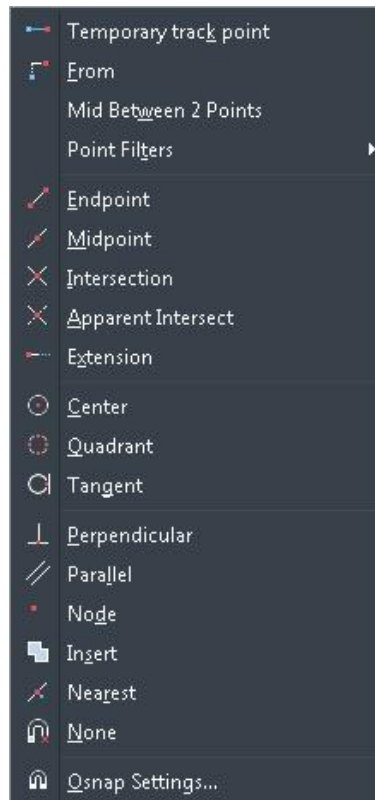 Temporary track point
From
Mid Between 2 Points
Point Filters
Endpoint
Midpoint
Intersection
Apparent Intersect
Extension
Center
Quadrant
Tangent
Perpendicular
Parallel
Node
Insert
Nearest
None
Osnap Settings...